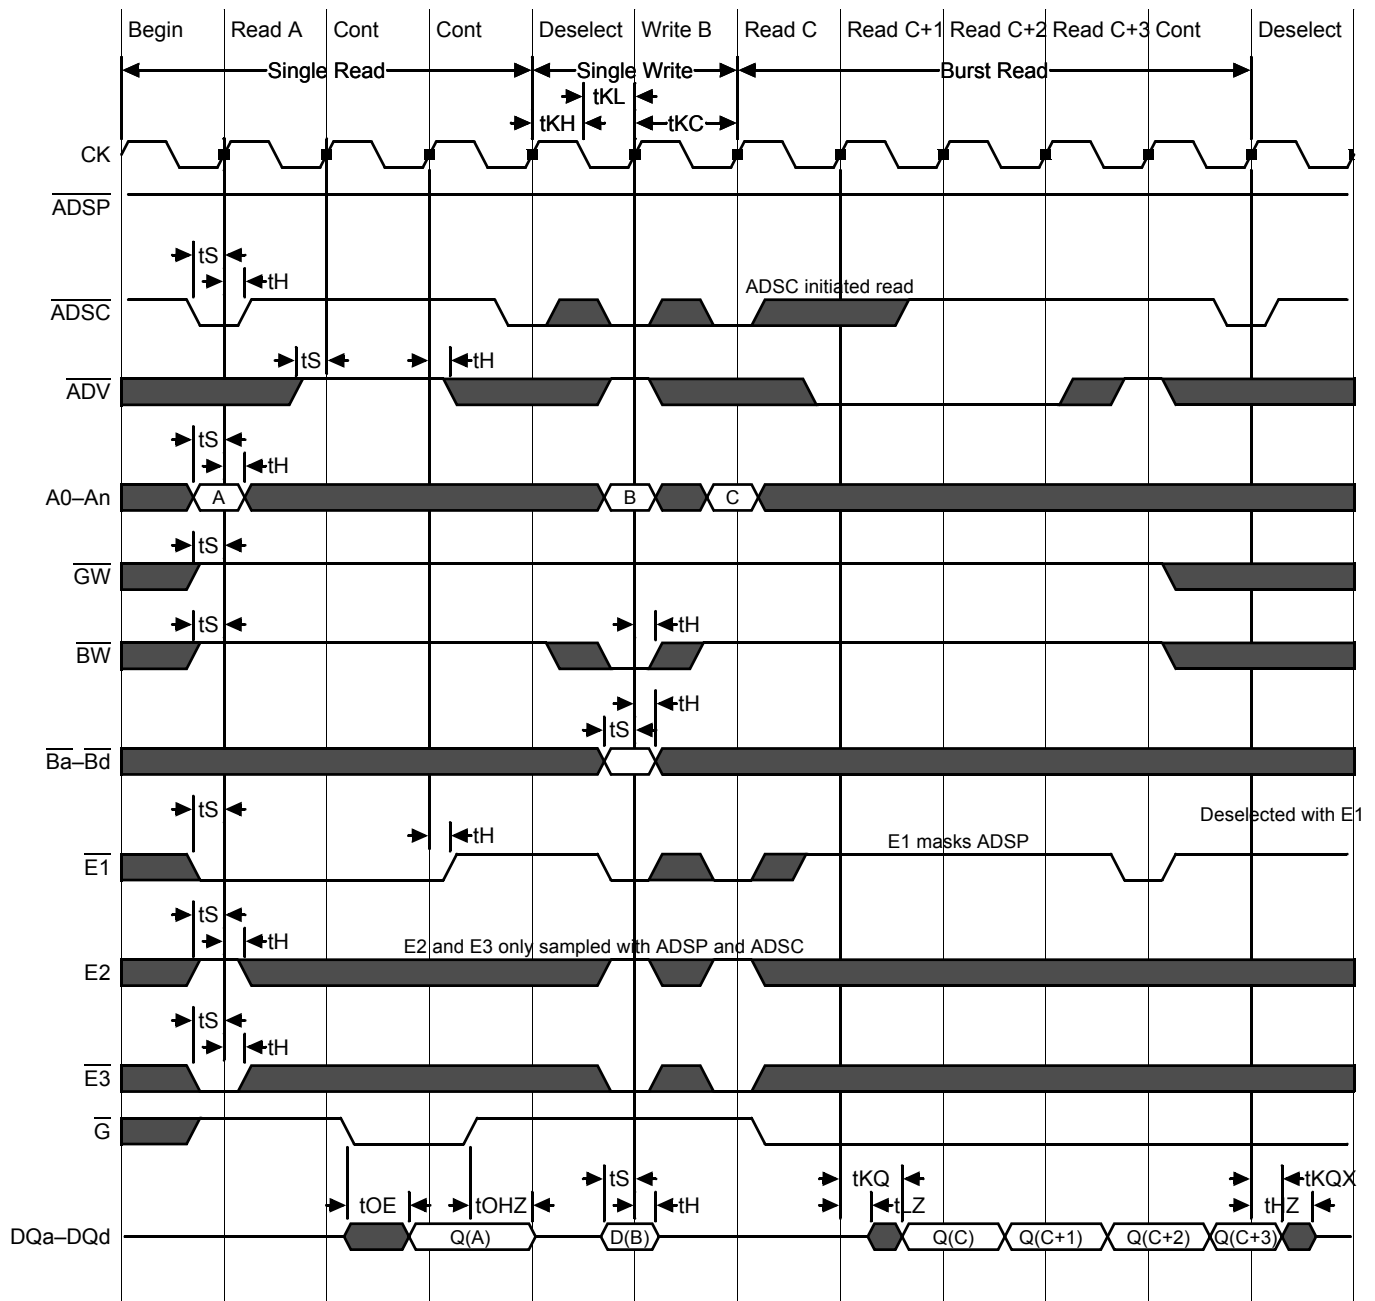 Begin Read A Cont Cont Deselect Write B Read C Read C+1 Read C+2 Read C+3 Cont Deselect
Single Read Single Write Burst Read
tKL
tKH tKC
CK
ADSP
tS
tH
ADSC initiated read
ADSC
tS tH
ADV
tS
tH
A0–An A B C
tS
GW
tS tH
BW
tH
tS
Ba–Bd
tS
Deselected with E1
tH
E1 masks ADSP
E1
tS
tH
E2 and E3 only sampled with ADSP and ADSC
E2
tS
tH
E3
G
tS tKQ tKQX
tOE tOHZ tH tLZ tHZ
DQa–DQd Q(A) D(B) Q(C) Q(C+1) Q(C+2) Q(C+3)